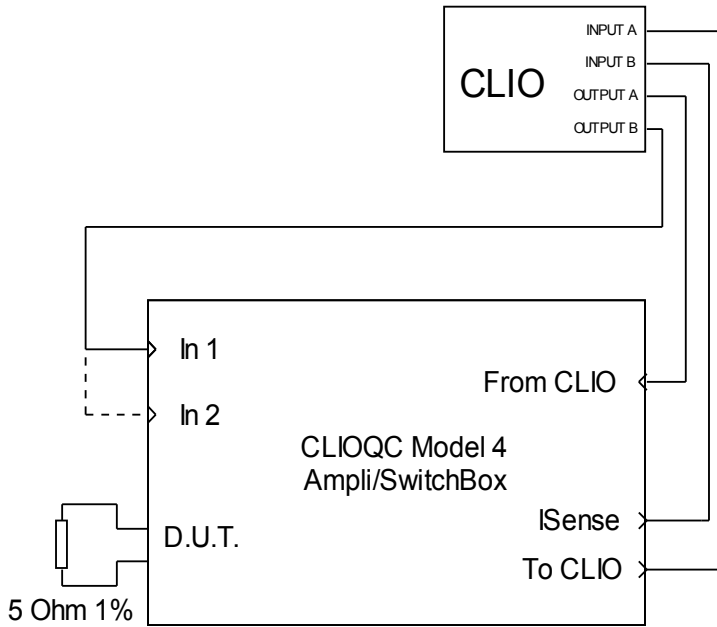 INPUT A
INPUT B
CLIO
OUTPUT A
OUTPUT B
In 1
From CLIO
In 2
CLIOQC Model 4
Ampli/SwitchBox
ISense
D.U.T.
To CLIO
5 Ohm 1%